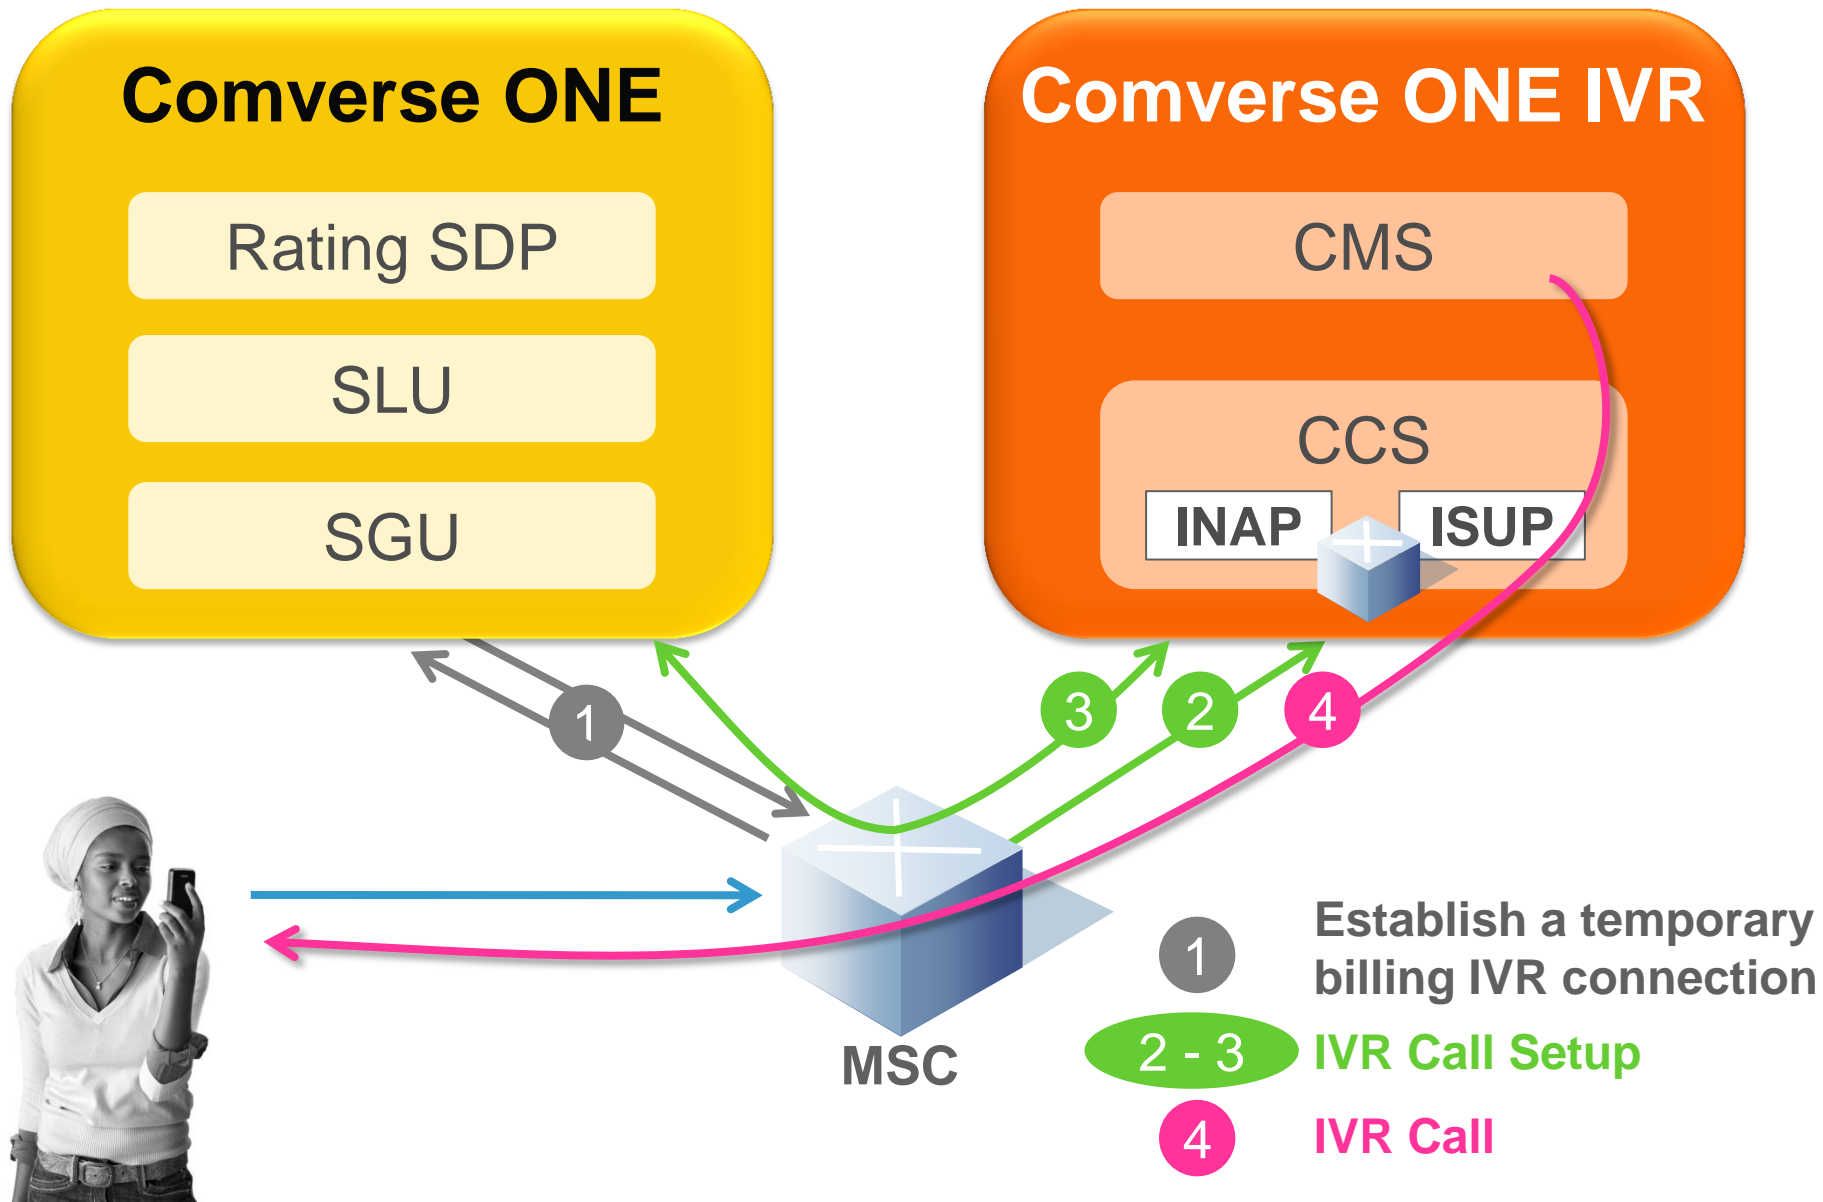 Comverse ONE
Rating SDP
SLU
SGU
Comverse ONE IVR
CMS
CCS
INAP
ISUP
1
3
2
4
MSC
1
Establish a temporary
billing IVR connection
2 - 3
IVR Call Setup
4
IVR Call